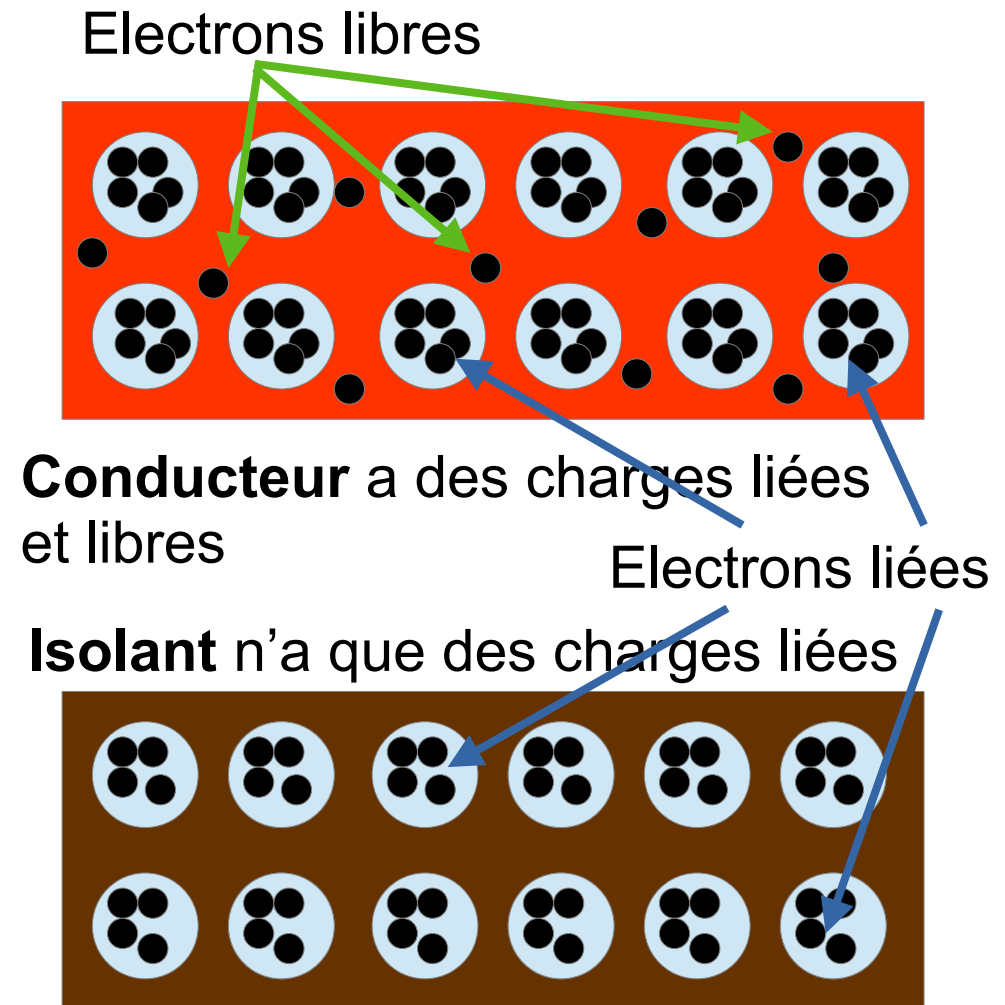 Electrons libres
Conducteur a des charges liées
et libres
Electrons liées
Isolant n’a que des charges liées